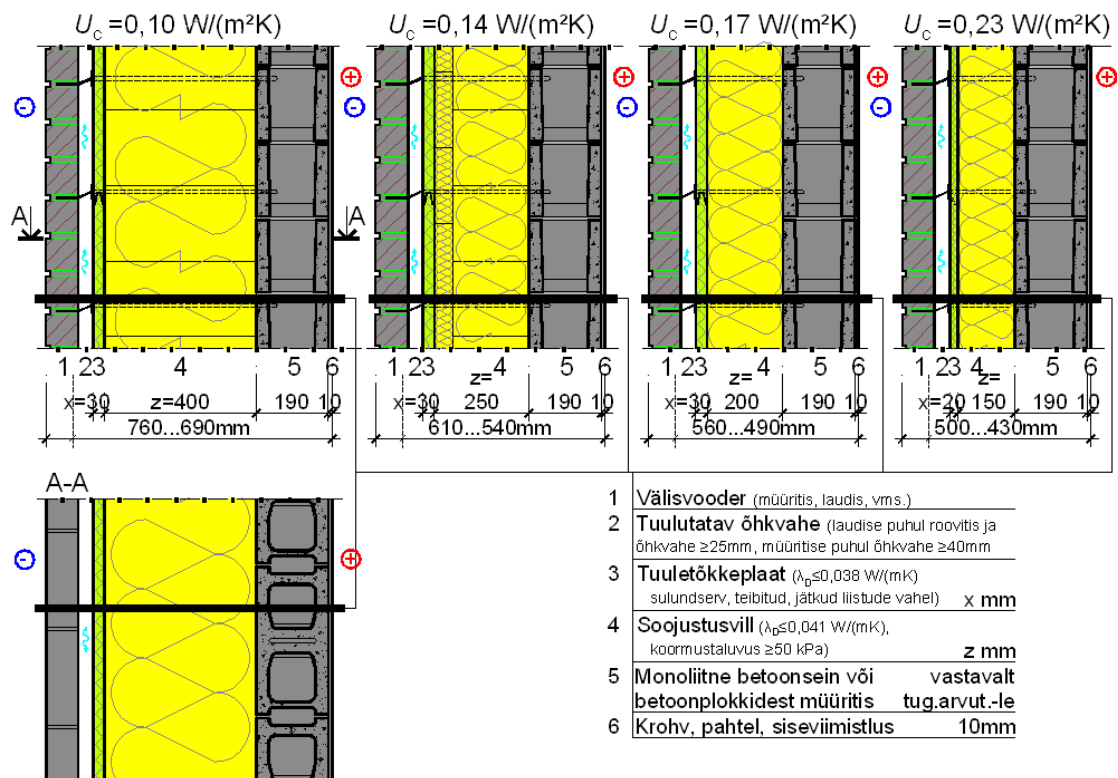 U_C =0,10 W/(m²K) U_C =0,14 W/(m²K) U_C =0,17 W/(m²K) U_C =0,23 W/(m²K)
+ + + +
- - - -
A A
1 2 3 4 5 6 1 2 3 4 5 6 1 2 3 4 5 6 1 2 3 4 5 6
z= z= z=
x=30 z=400 190 10 x=30 250 190 10 x=30 200 190 10 x=20 150 190 10
760...690mm 610...540mm 560...490mm 500...430mm
A-A
- +
1 Välisvooder (müüritis, laudis, vms.)
2 Tuulutatav õhkvahe (laudise puhul roovitis ja
õhkvahe ≥25mm, müüritise puhul õhkvahe ≥40mm
3 Tuuletõkkeplaat (λ_D≤0,038 W/(mK)
sulundserv, teibitud, jätkud liistude vahel) x mm
4 Soojustusvill (λ_D≤0,041 W/(mK),
koormustaluvus ≥50 kPa) z mm
5 Monoliitne betoonsein või vastavalt
betoonplokkidest müüritis tug.arvut.-le
6 Krohv, pahtel, siseviimistlus 10mm